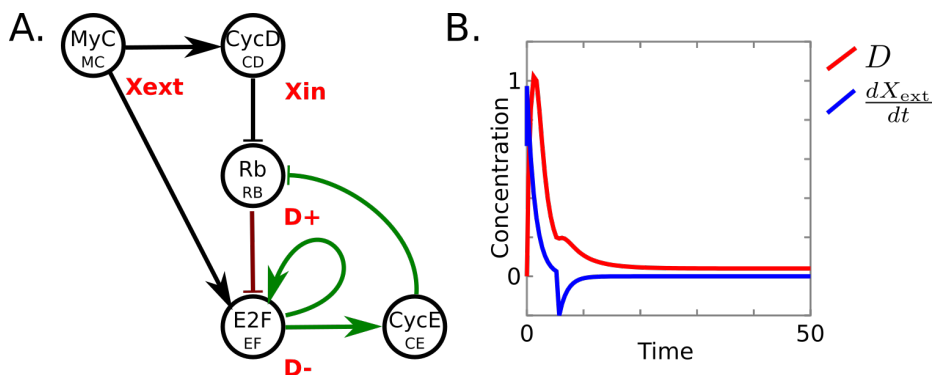 A.
MyC
MC
CycD
CD
Xext
Xin
Rb
RB
D+
E2F
EF
CycE
CE
D-
B.
Concentration
1
0
0
50
Time
D
dX_ext/dt